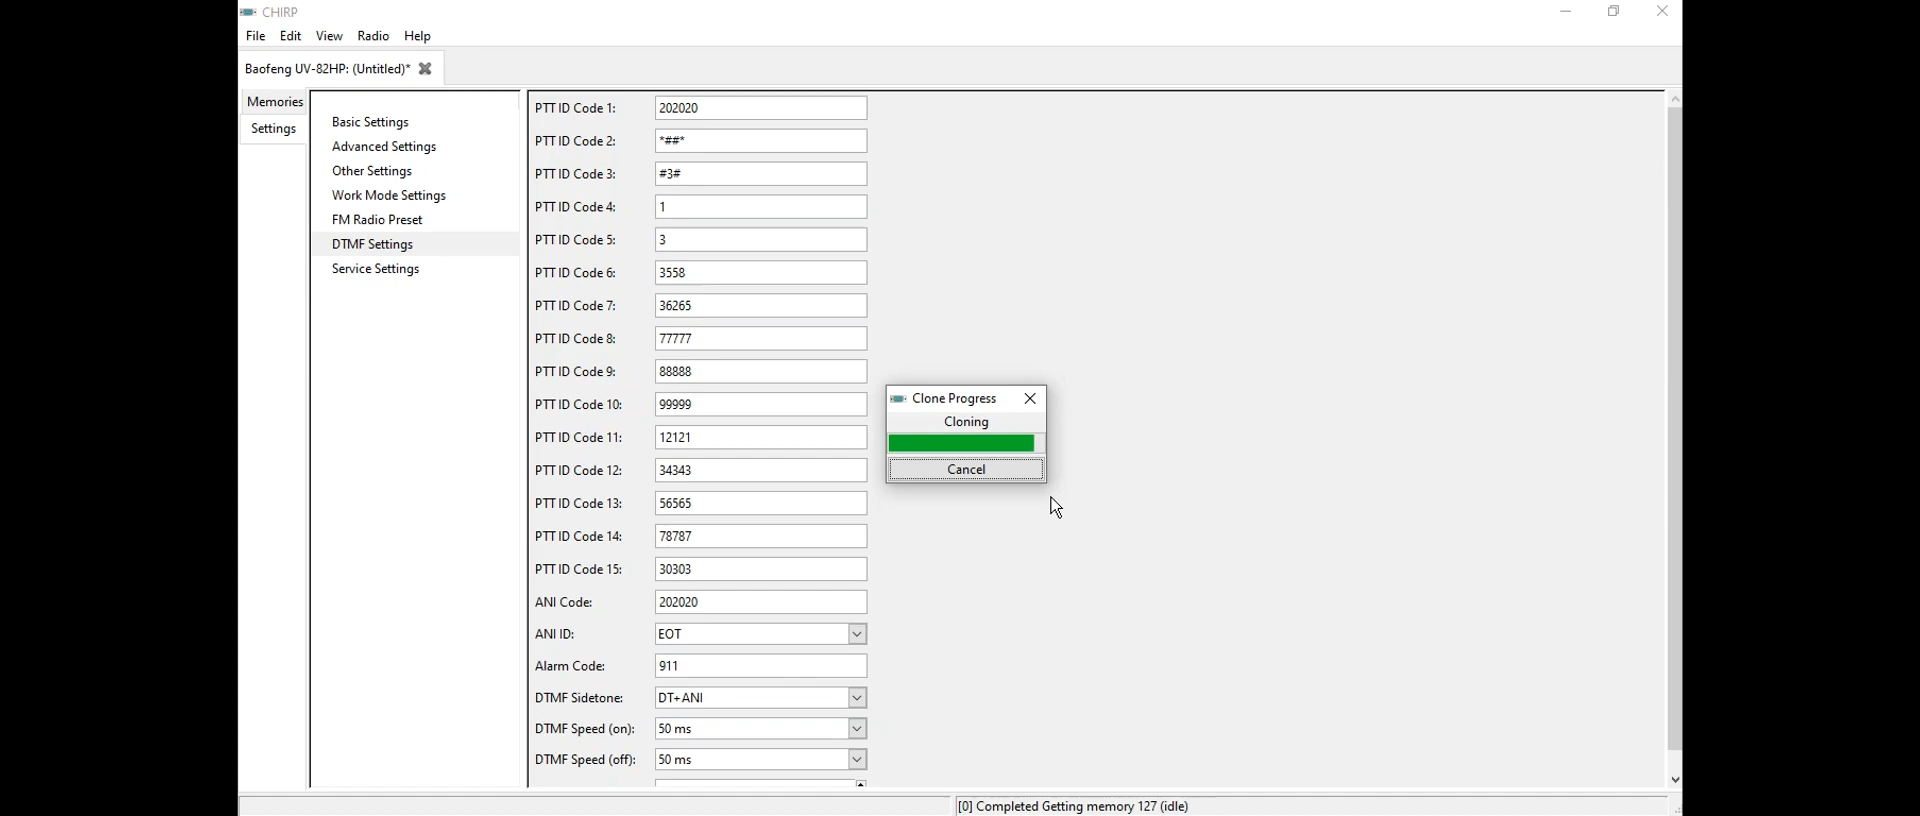 CHIRP
File Edit View Radio Help
Baofeng UV-82HP: (Untitled)*
Memories
Settings
Basic Settings
Advanced Settings
Other Settings
Work Mode Settings
FM Radio Preset
DTMF Settings
Service Settings
PTT ID Code 1: 202020
PTT ID Code 2: *##*
PTT ID Code 3: #3#
PTT ID Code 4: 1
PTT ID Code 5: 3
PTT ID Code 6: 3558
PTT ID Code 7: 36265
PTT ID Code 8: 77777
PTT ID Code 9: 88888
PTT ID Code 10: 99999
PTT ID Code 11: 12121
PTT ID Code 12: 34343
PTT ID Code 13: 56565
PTT ID Code 14: 78787
PTT ID Code 15: 30303
ANI Code: 202020
ANI ID: EOT
Alarm Code: 911
DTMF Sidetone: DT+ANI
DTMF Speed (on): 50 ms
DTMF Speed (off): 50 ms
Clone Progress
Cloning
Cancel
[0] Completed Getting memory 127 (idle)